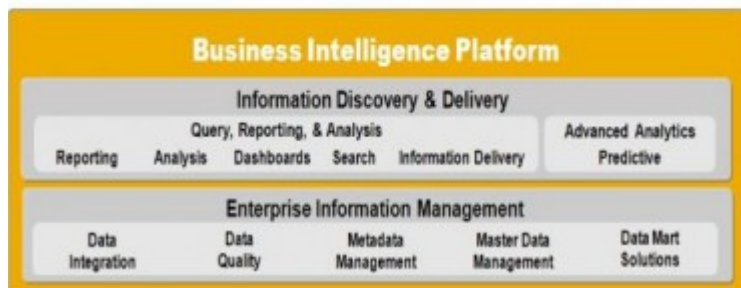 Business Intelligence Platform
Information Discovery & Delivery
Query, Reporting, & Analysis
Reporting Analysis Dashboards Search Information Delivery
Advanced Analytics
Predictive
Enterprise Information Management
Data Integration
Data Quality
Metadata Management
Master Data Management
Data Mart Solutions